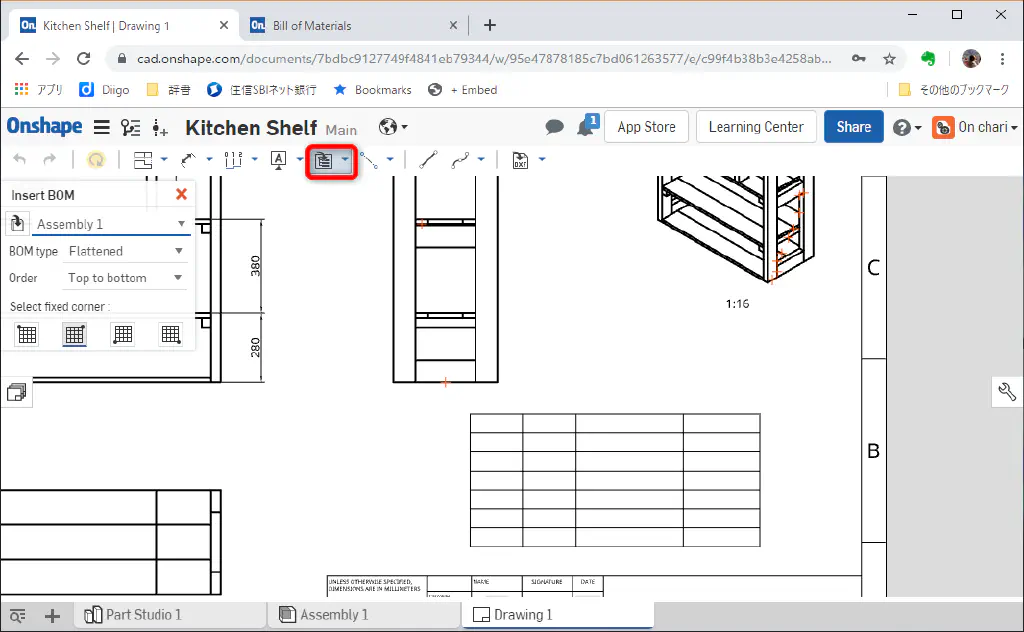 On. Kitchen Shelf | Drawing 1
On. Bill of Materials
cad.onshape.com/documents/7bdbc9127749f4841eb79344/w/95e47878185c7bd061263577/e/c99f4b38b3e4258ab...
アプリ Diigo 辞書 住信SBIネット銀行 Bookmarks + Embed その他のブックマーク
Onshape Kitchen Shelf Main 1 App Store Learning Center Share On chari
A DXF
Insert BOM
Assembly 1
BOM type Flattened
Order Top to bottom
Select fixed corner :
380
280
1:16
C
B
UNLESS OTHERWISE SPECIFIED,
DIMENSIONS ARE IN MILLIMETERS
NAME SIGNATURE DATE
Part Studio 1 Assembly 1 Drawing 1